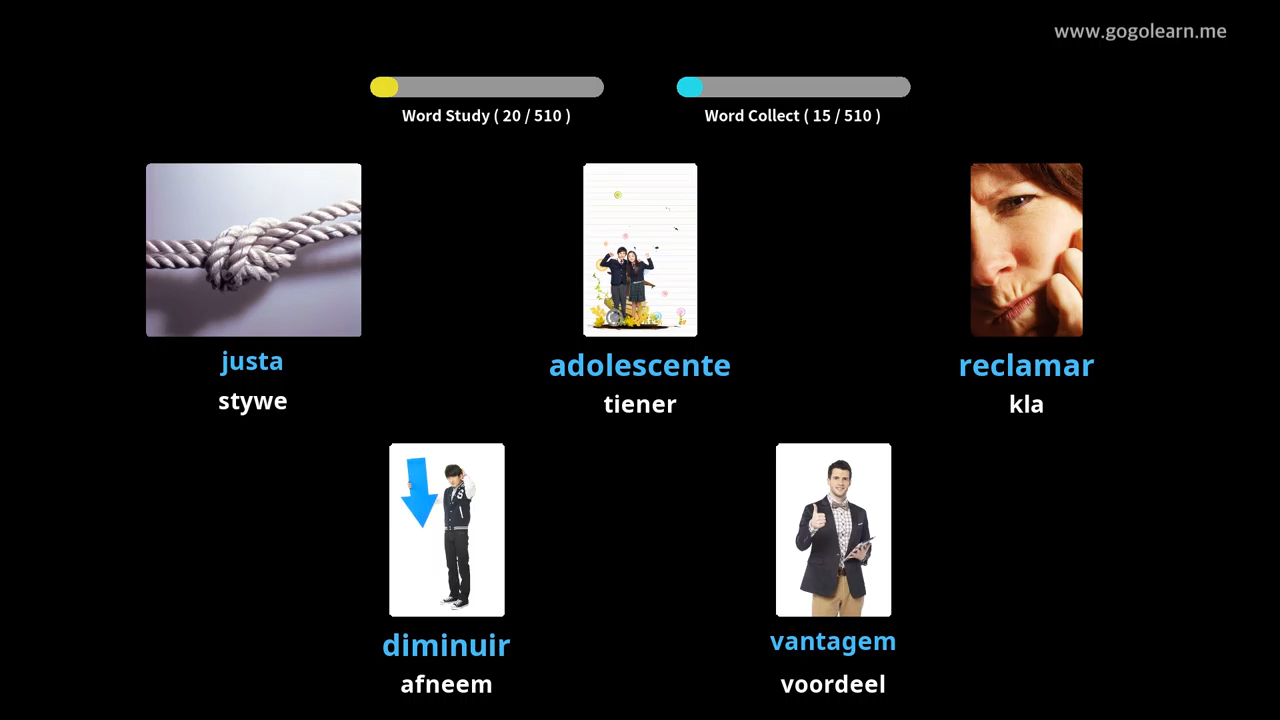 www.gogolearn.me
Word Study ( 20 / 510 )
Word Collect ( 15 / 510 )
justa
stywe
adolescente
tiener
reclamar
kla
diminuir
afneem
vantagem
voordeel